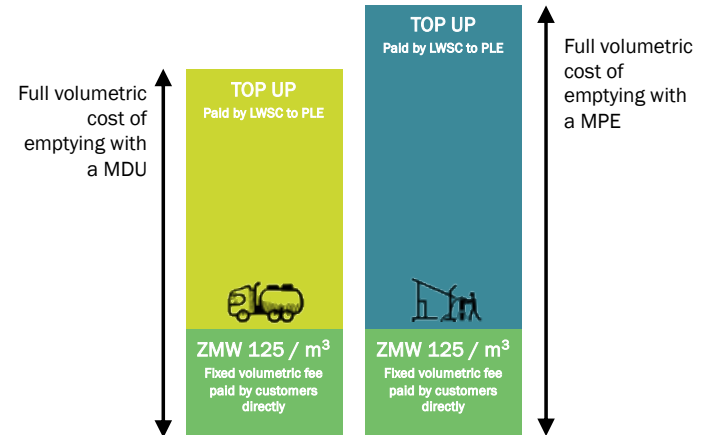 Full volumetric
cost of
emptying with
a MDU
TOP UP
Paid by LWSC to PLE
ZMW 125 / m³
Fixed volumetric fee
paid by customers
directly
TOP UP
Paid by LWSC to PLE
ZMW 125 / m³
Fixed volumetric fee
paid by customers
directly
Full volumetric
cost of
emptying with
a MPE